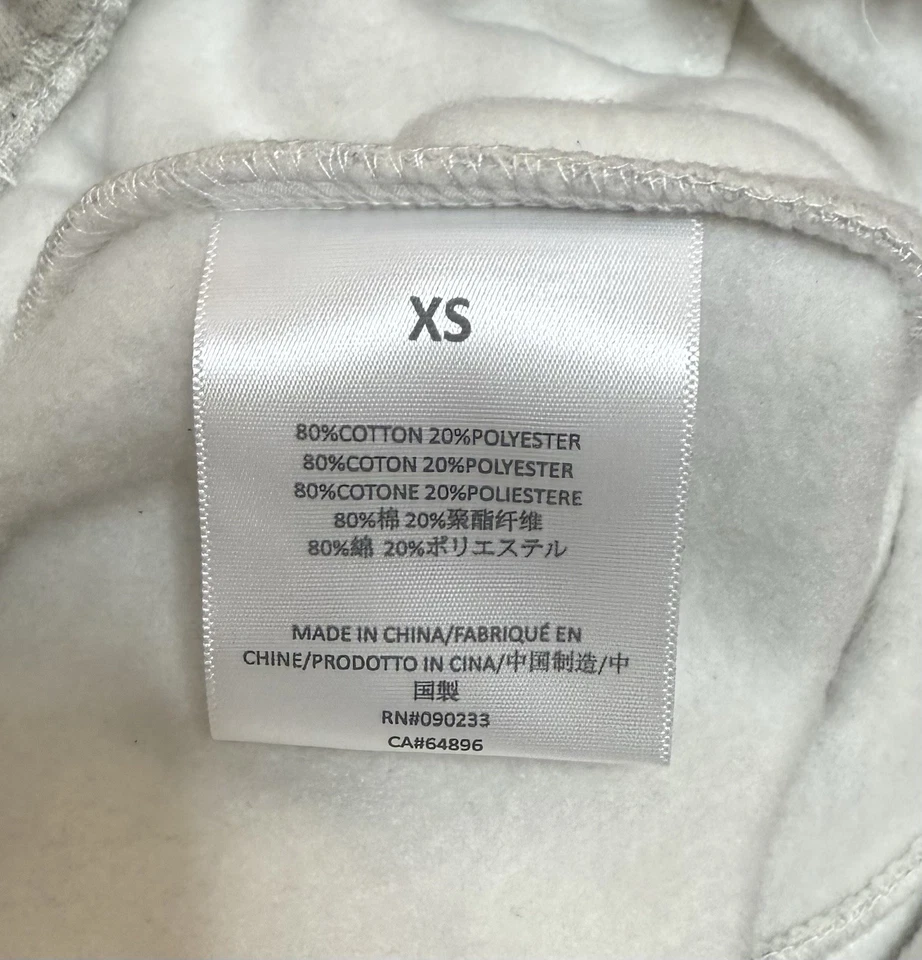 XS
80%COTTON 20%POLYESTER
80%COTON 20%POLYESTER
80%COTONE 20%POLIESTERE
80%棉 20%聚酯纤维
80%綿 20%ポリエステル
MADE IN CHINA/FABRIQUÉ EN
CHINE/PRODOTTO IN CINA/中国制造/中
国製
RN#090233
CA#64896